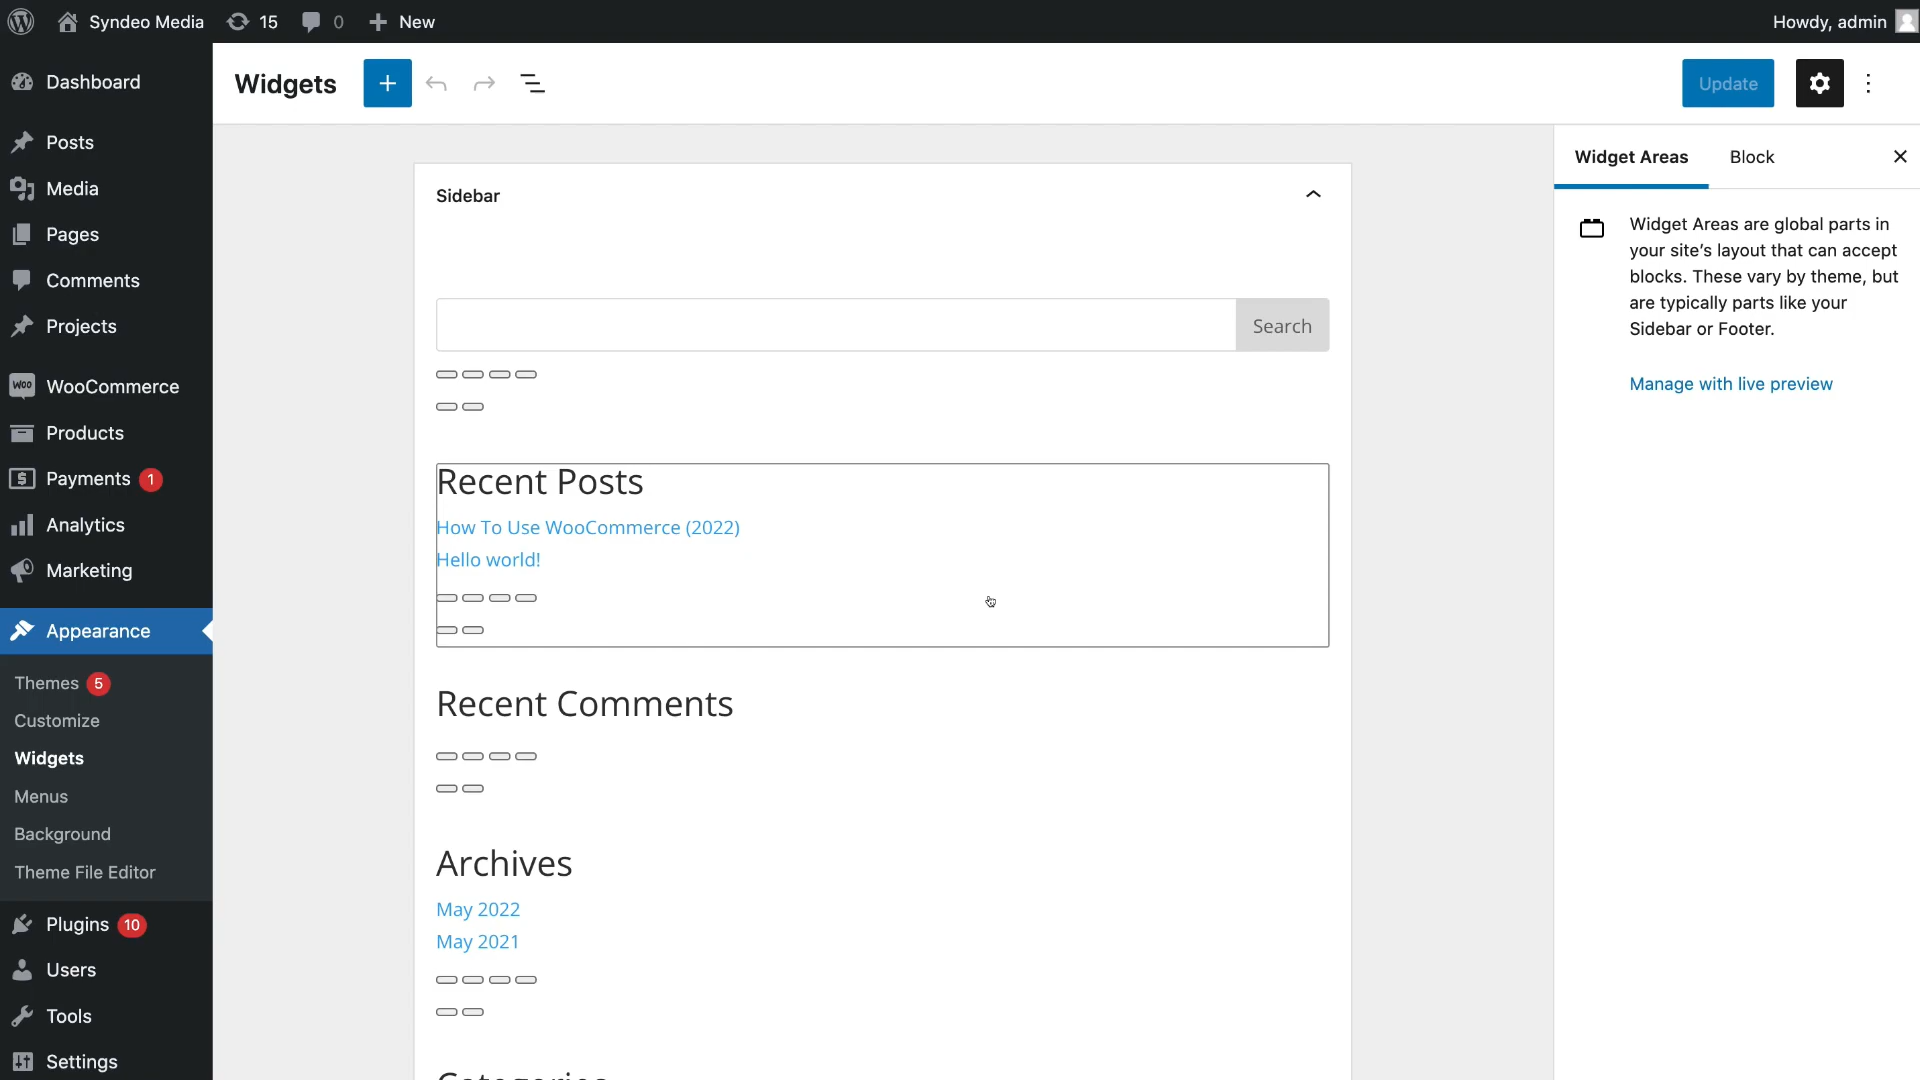 Syndeo Media
15
0
New
Howdy, admin
Dashboard
Posts
Media
Pages
Comments
Projects
WOO
WooCommerce
Products
Payments 1
Analytics
Marketing
Appearance
Themes 5
Customize
Widgets
Menus
Background
Theme File Editor
Plugins 10
Users
Tools
Settings
Widgets
Update
Sidebar
Search
Recent Posts
How To Use WooCommerce (2022)
Hello world!
Recent Comments
Archives
May 2022
May 2021
Categories
Widget Areas
Block
Widget Areas are global parts in
your site's layout that can accept
blocks. These vary by theme, but
are typically parts like your
Sidebar or Footer.
Manage with live preview